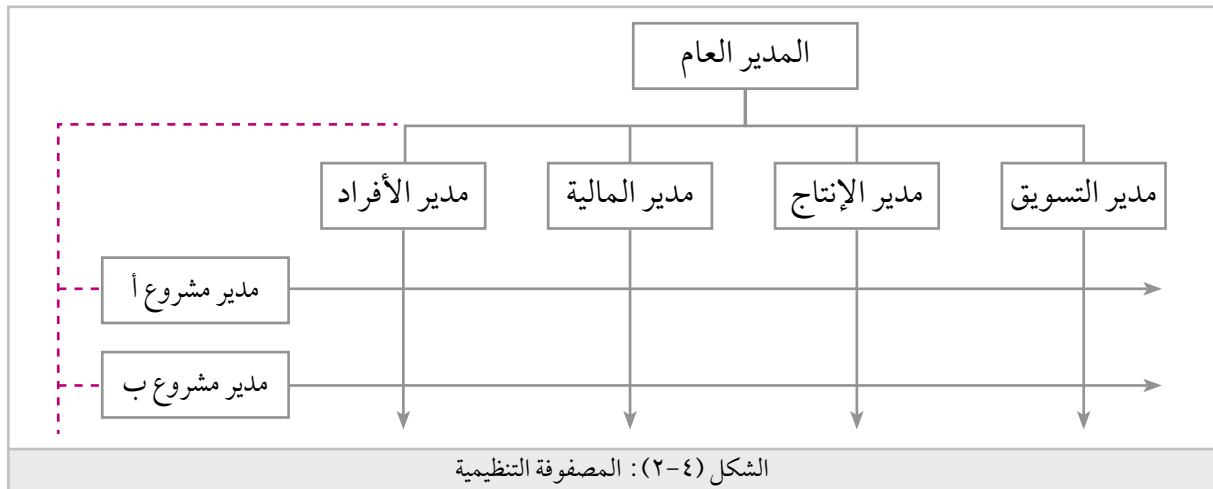 المدير العام
مدير التسويق
مدير الإنتاج
مدير المالية
مدير الأفراد
مدير مشروع أ
مدير مشروع ب
الشكل (٤-٢): المصفوفة التنظيمية